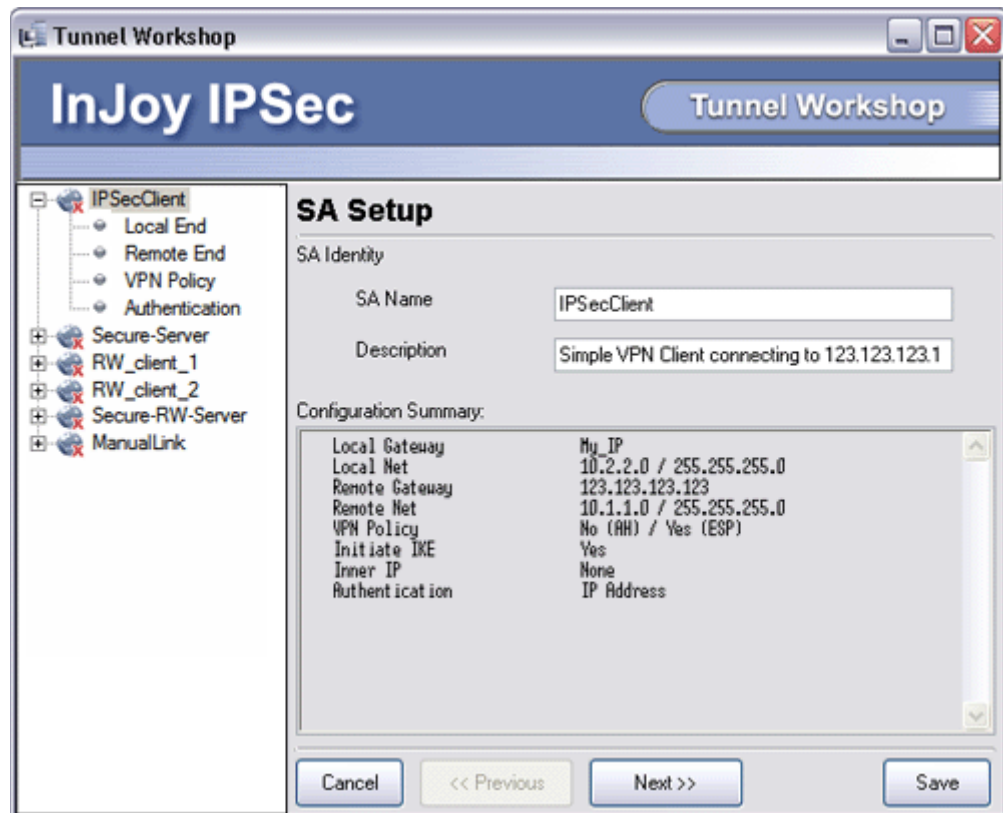 Tunnel Workshop
InJoy IPSec
Tunnel Workshop
IPSecClient
Local End
Remote End
VPN Policy
Authentication
Secure-Server
RW_client_1
RW_client_2
Secure-RW-Server
ManualLink
SA Setup
SA Identity
SA Name IPSecClient
Description Simple VPN Client connecting to 123.123.123.1
Configuration Summary:
Local Gateway My_IP
Local Net 10.2.2.0 / 255.255.255.0
Remote Gateway 123.123.123.123
Remote Net 10.1.1.0 / 255.255.255.0
VPN Policy No (AH) / Yes (ESP)
Initiate IKE Yes
Inner IP None
Authentication IP Address
Cancel << Previous Next >> Save